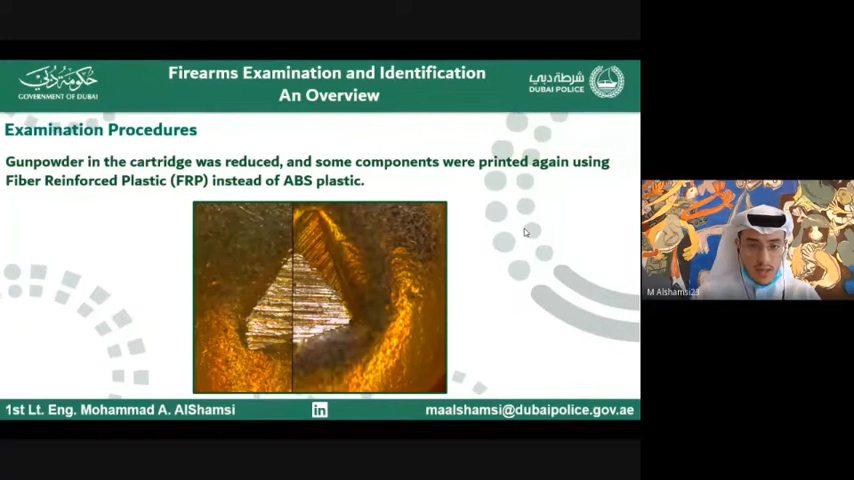 حكومة دبي
GOVERNMENT OF DUBAI
Firearms Examination and Identification
An Overview
شرطة دبي
DUBAI POLICE
Examination Procedures
Gunpowder in the cartridge was reduced, and some components were printed again using
Fiber Reinforced Plastic (FRP) instead of ABS plastic.
M Alshamsi23
1st Lt. Eng. Mohammad A. AlShamsi
in
maalshamsi@dubaipolice.gov.ae